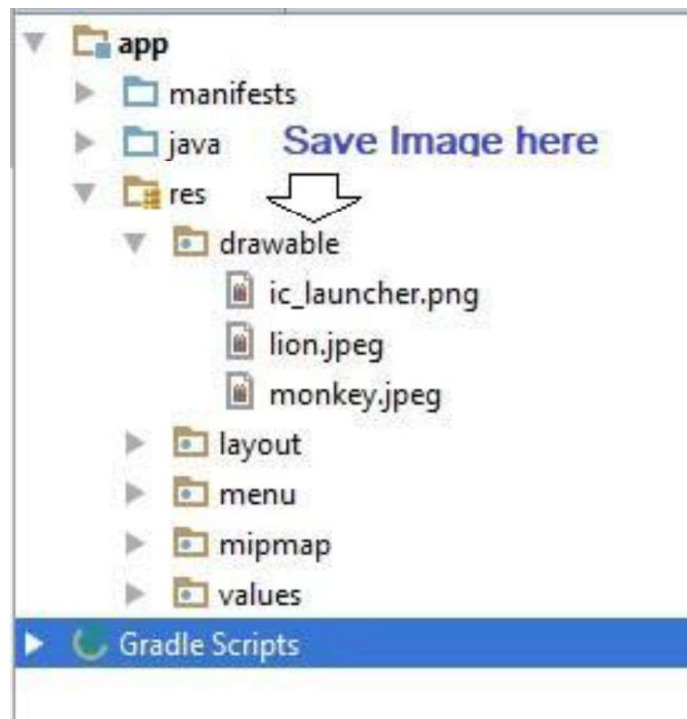 app
manifests
java
Save Image here
res
drawable
ic_launcher.png
lion.jpeg
monkey.jpeg
layout
menu
mipmap
values
Gradle Scripts